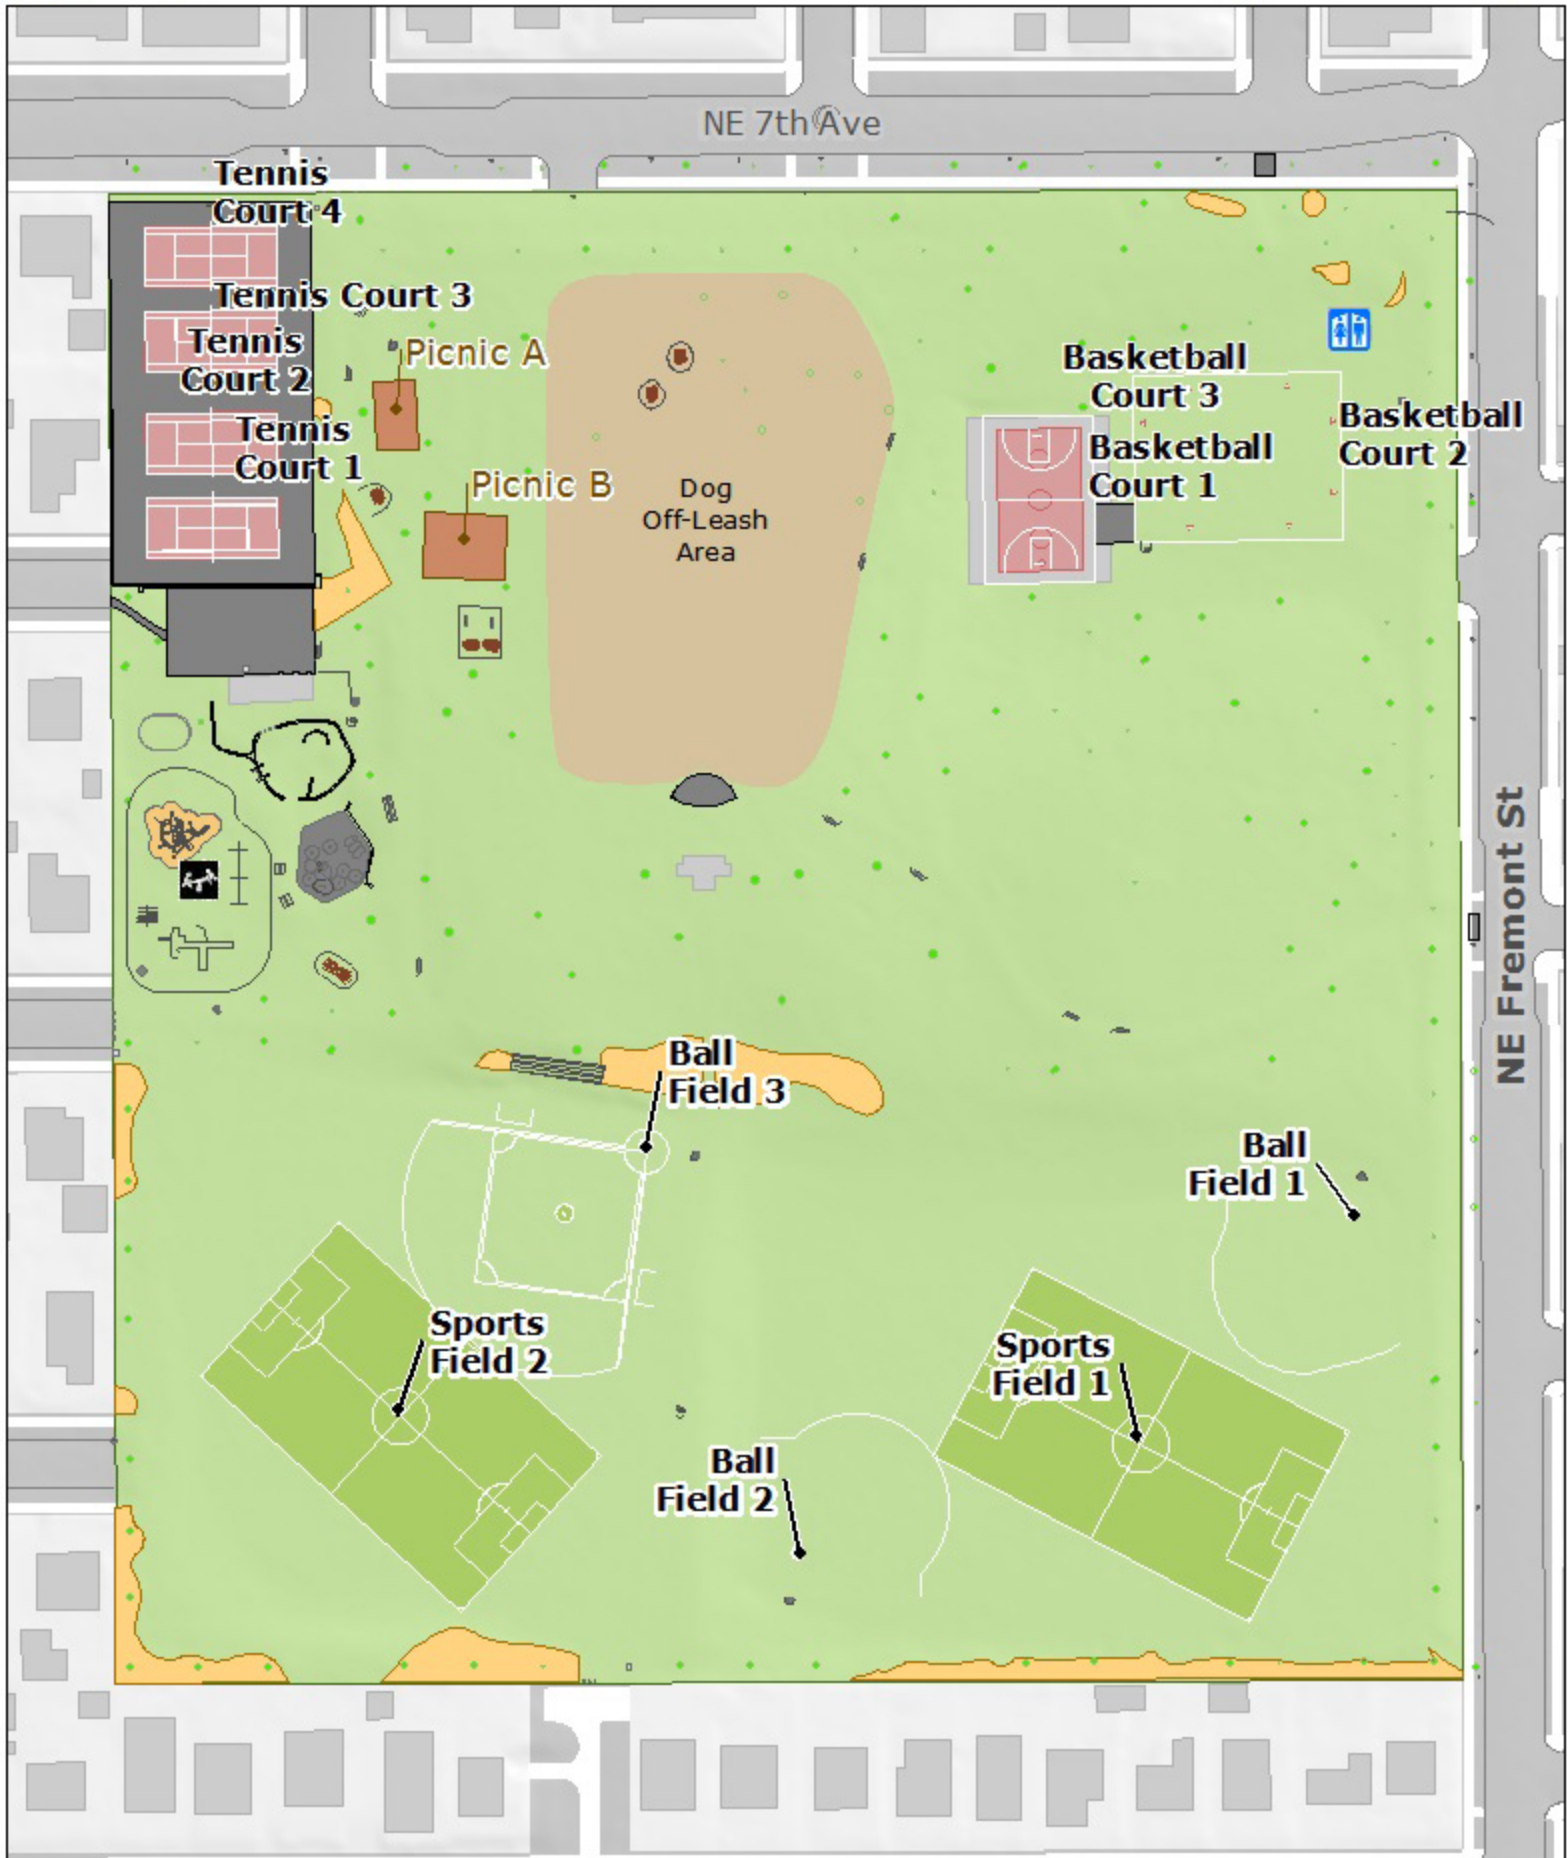 NE 7th Ave
Tennis
Court 4
Tennis Court 3
Tennis
Court 2
Picnic A
Basketball
Court 3
Basketball
Court 2
Tennis
Court 1
Basketball
Court 1
Picnic B
Dog
Off-Leash
Area
NE Fremont St
Ball
Field 3
Ball
Field 1
Sports
Field 2
Sports
Field 1
Ball
Field 2